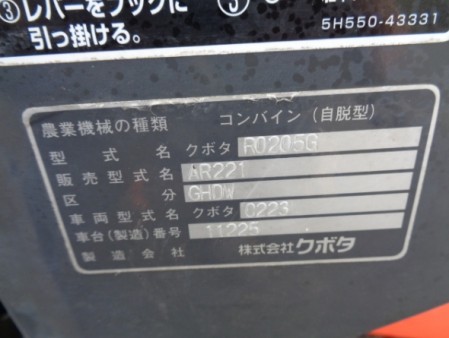 ③レバーをフックに
引っ掛ける。
5H550-43331
農業機械の種類 コンバイン(自脱型)
型式名 クボタ R0205G
販売型式名 AR221
区分 GHDW
車両型式名 クボタ C223
車台(製造)番号 11225
製造会社 株式会社クボタ